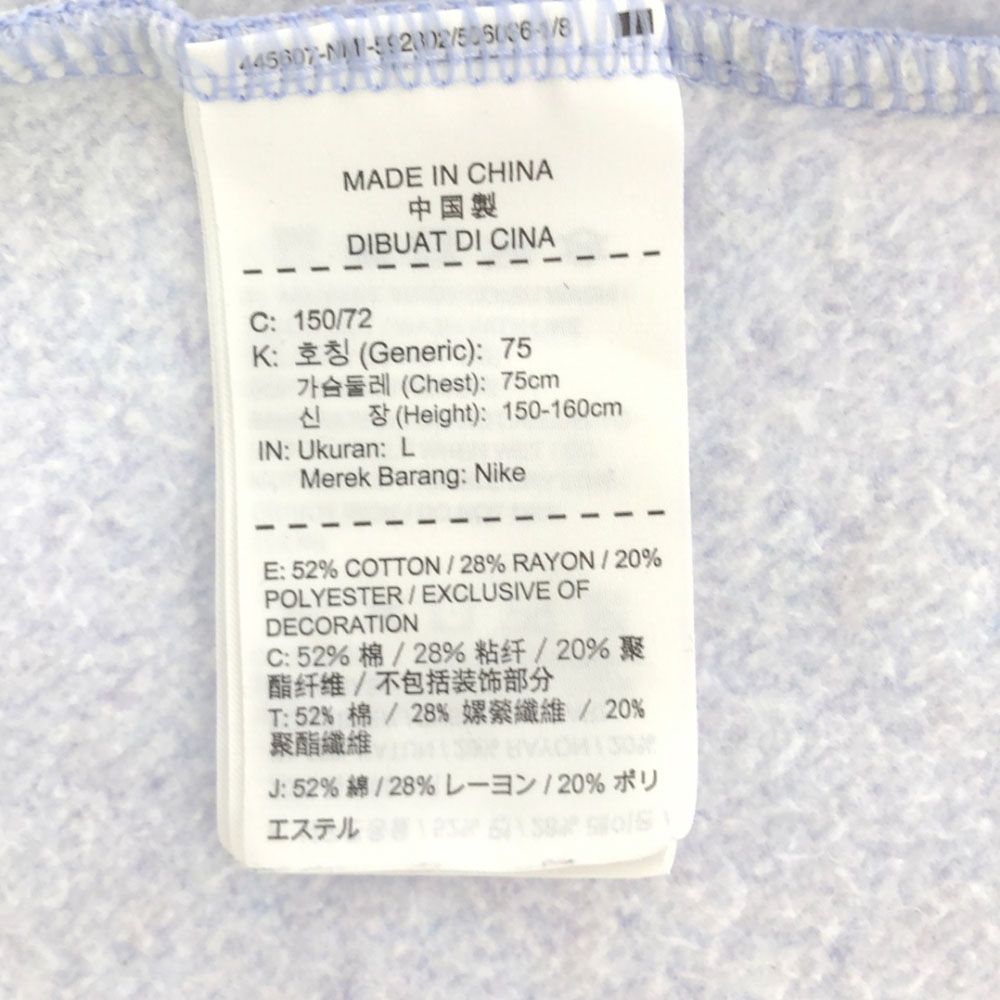 MADE IN CHINA
中国製
DIBUAT DI CINA
C: 150/72
K: 호칭 (Generic): 75
가슴둘레 (Chest): 75cm
신 장 (Height): 150-160cm
IN: Ukuran: L
Merek Barang: Nike
E: 52% COTTON / 28% RAYON / 20%
POLYESTER / EXCLUSIVE OF
DECORATION
C: 52% 棉 / 28% 粘纤 / 20% 聚
酯纤维 / 不包括装饰部分
T: 52% 棉 / 28% 嫘縈纖維 / 20%
聚酯纖維
J: 52% 綿 / 28% レーヨン / 20% ポリ
エステル